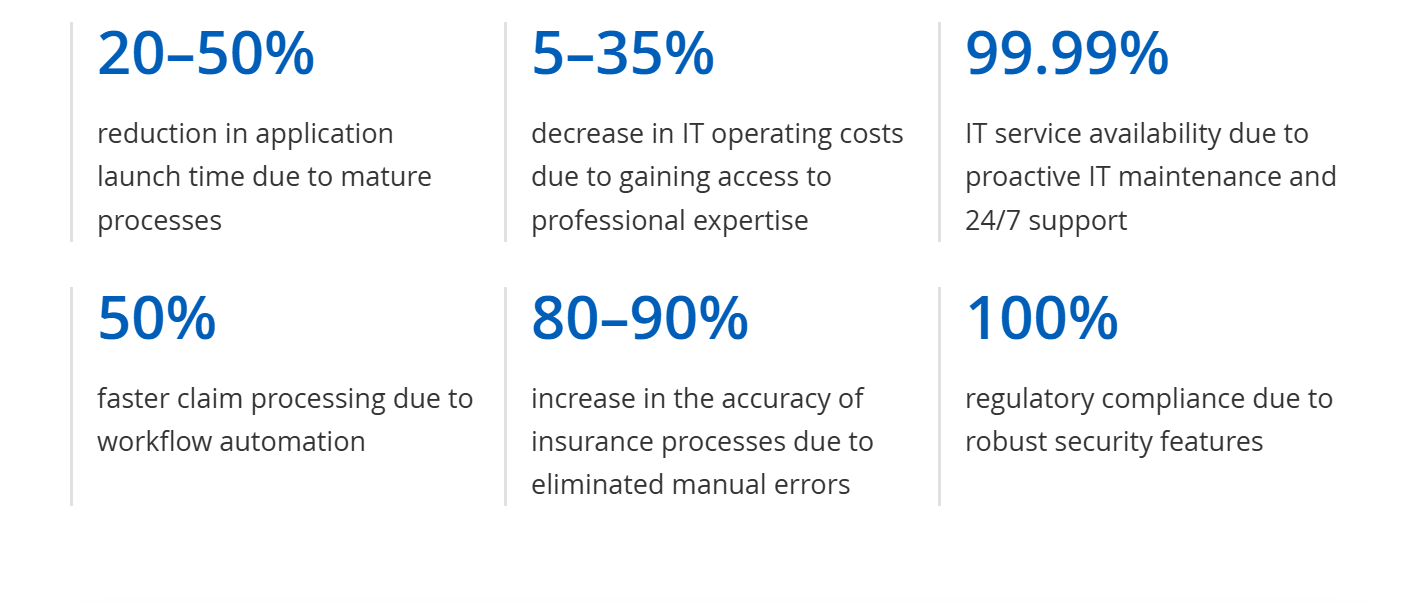 20–50%
reduction in application
launch time due to mature
processes
5–35%
decrease in IT operating costs
due to gaining access to
professional expertise
99.99%
IT service availability due to
proactive IT maintenance and
24/7 support
50%
faster claim processing due to
workflow automation
80–90%
increase in the accuracy of
insurance processes due to
eliminated manual errors
100%
regulatory compliance due to
robust security features